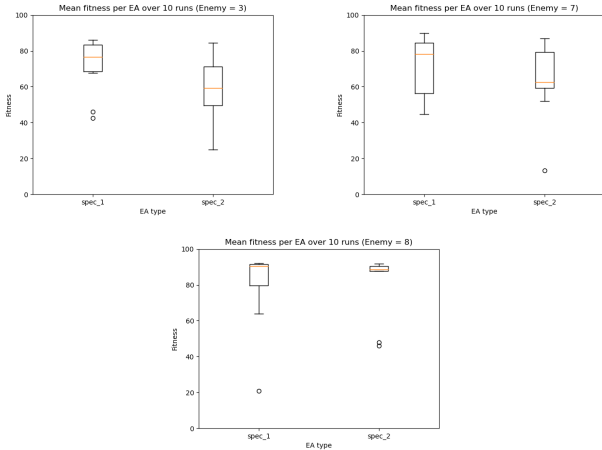 Mean fitness per EA over 10 runs (Enemy = 3)
100
80
60
40
20
0
Fitness
spec_1
spec_2
EA type
Mean fitness per EA over 10 runs (Enemy = 7)
100
80
60
40
20
0
Fitness
spec_1
spec_2
EA type
Mean fitness per EA over 10 runs (Enemy = 8)
100
80
60
40
20
0
Fitness
spec_1
spec_2
EA type